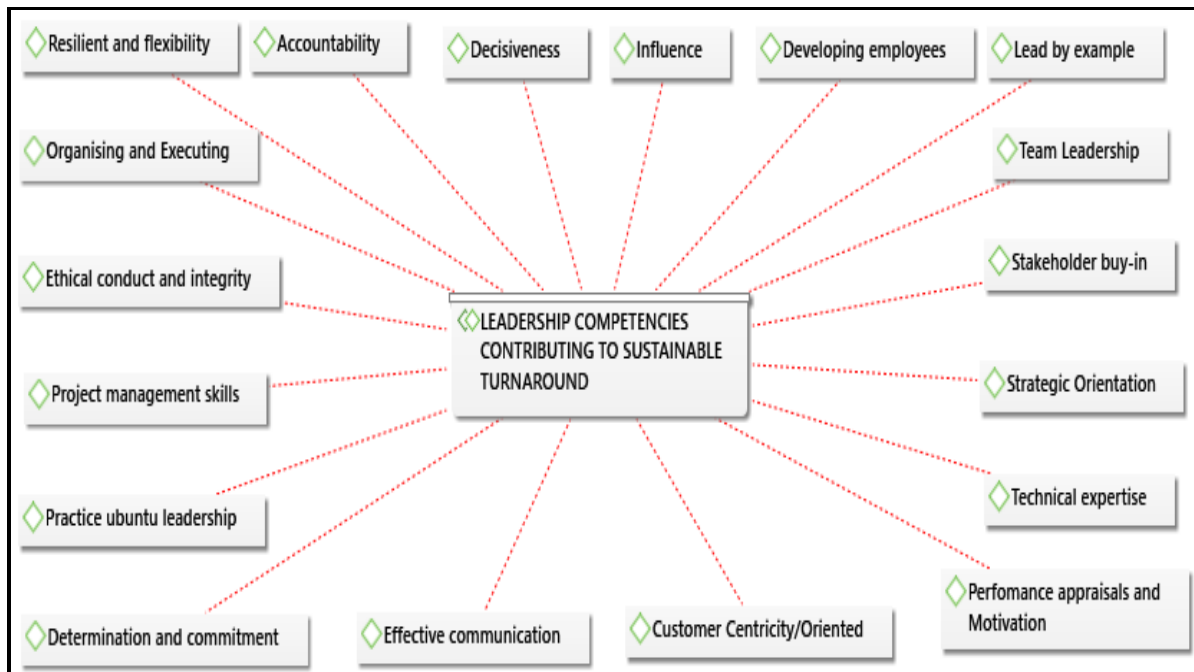 Resilient and flexibility
Accountability
Decisiveness
Influence
Developing employees
Lead by example
Organising and Executing
Team Leadership
Ethical conduct and integrity
Stakeholder buy-in
LEADERSHIP COMPETENCIES
CONTRIBUTING TO SUSTAINABLE
TURNAROUND
Project management skills
Strategic Orientation
Practice ubuntu leadership
Technical expertise
Determination and commitment
Effective communication
Customer Centricity/Oriented
Perfomance appraisals and
Motivation